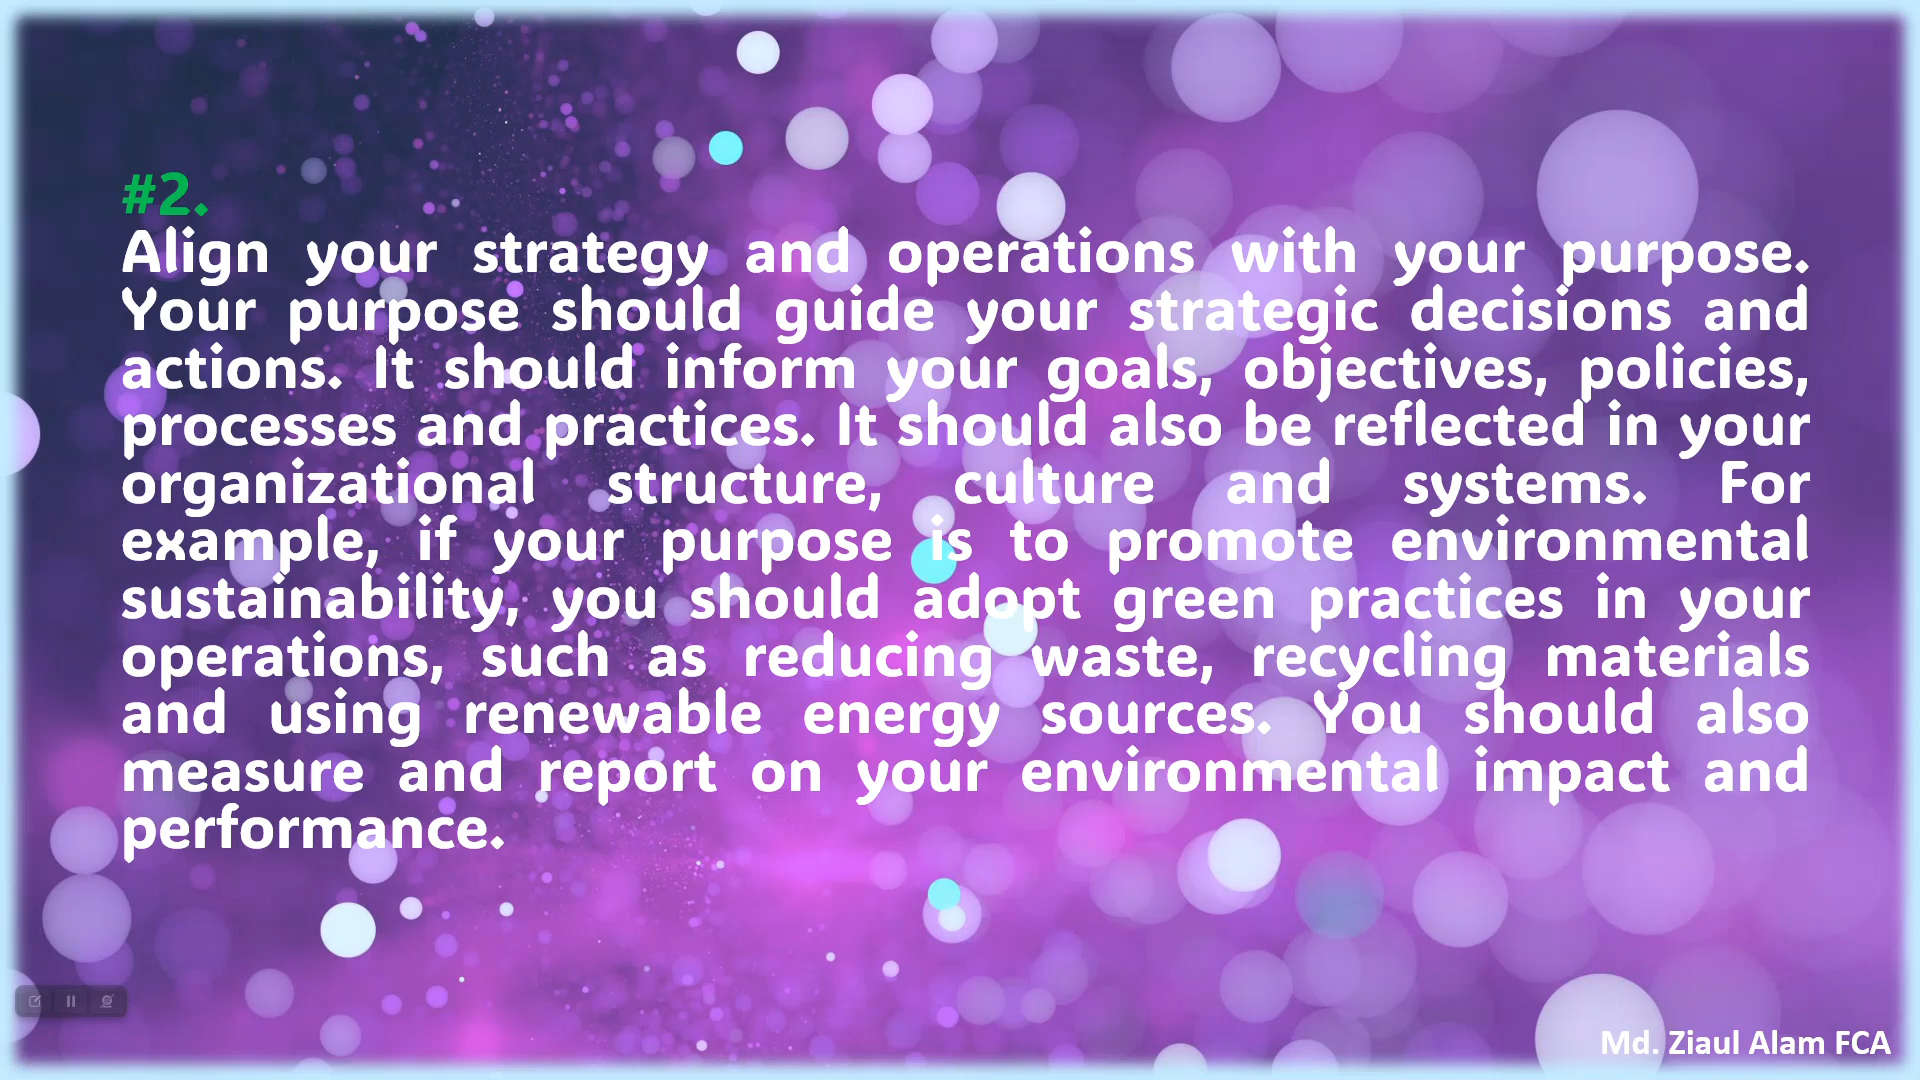 #2.
Align your strategy and operations with your purpose.
Your purpose should guide your strategic decisions and
actions. It should inform your goals, objectives, policies,
processes and practices. It should also be reflected in your
organizational structure, culture and systems. For
example, if your purpose is to promote environmental
sustainability, you should adopt green practices in your
operations, such as reducing waste, recycling materials
and using renewable energy sources. You should also
measure and report on your environmental impact and
performance.
Md. Ziaul Alam FCA